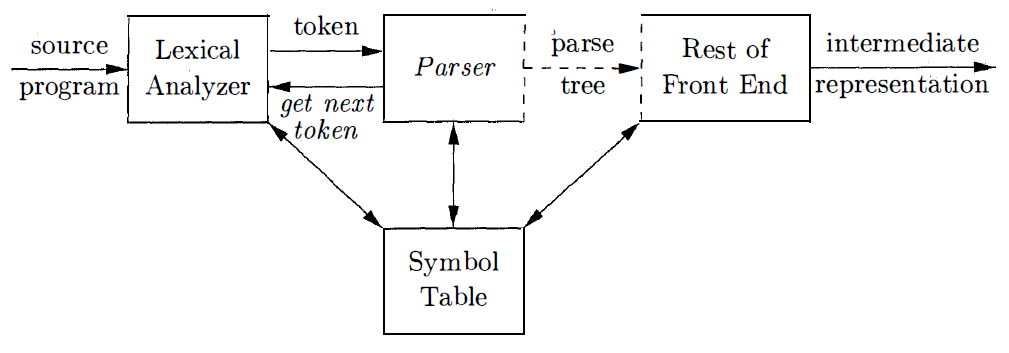 source
program
Lexical
Analyzer
token
get next
token
Parser
parse
tree
Rest of
Front End
intermediate
representation
Symbol
Table